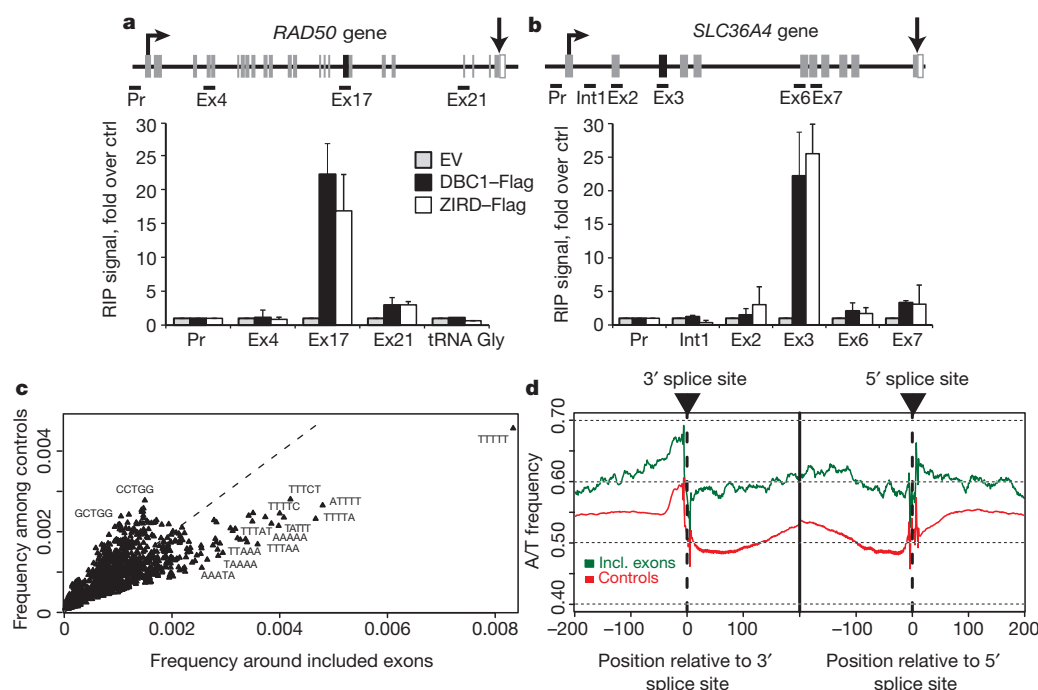 a
RAD50 gene
Pr Ex4 Ex17 Ex21
RIP signal, fold over ctrl
30
25
20
15
10
5
0
EV
DBC1–Flag
ZIRD–Flag
Pr Ex4 Ex17 Ex21 tRNA Gly
b
SLC36A4 gene
Pr Int1 Ex2 Ex3 Ex6 Ex7
RIP signal, fold over ctrl
30
25
20
15
10
5
0
Pr Int1 Ex2 Ex3 Ex6 Ex7
c
Frequency among controls
0.004
0.002
0
TTTTT
CCTGG
GCTGG
TTTCT
ATTTT
TTTTC
TTTTA
TTTAT
TATT
AAAAA
TTAAA
TTTAA
TAAAA
AAATA
0 0.002 0.004 0.006 0.008
Frequency around included exons
d
3′ splice site
5′ splice site
A/T frequency
0.70
0.60
0.50
0.40
Incl. exons
Controls
−200 −100 0 100 −100 0 100 200
Position relative to 3′
splice site
Position relative to 5′
splice site